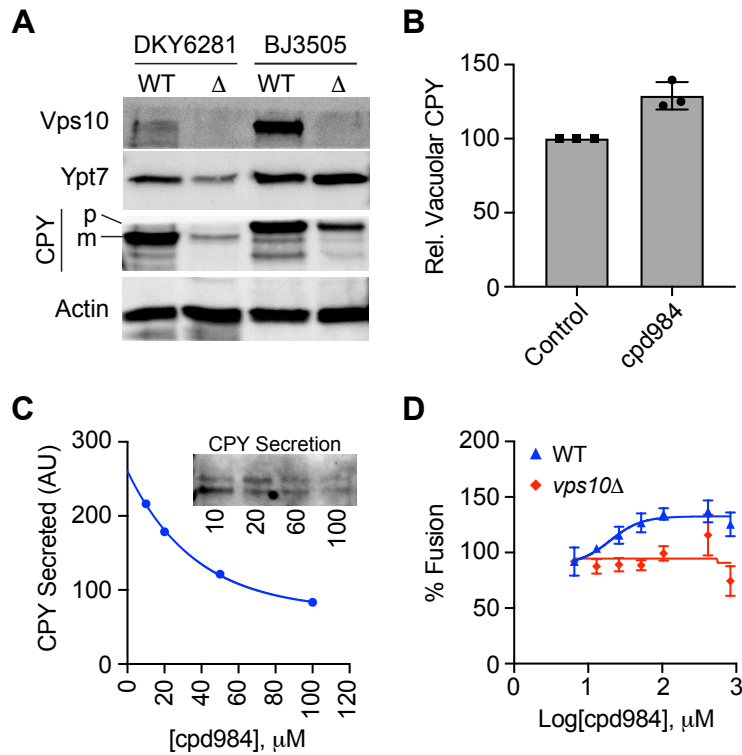 A
DKY6281 BJ3505
WT Δ WT Δ
Vps10
Ypt7
CPY
p
m
Actin
B
Rel. Vacuolar CPY
150
100
50
0
Control
cpd984
C
CPY Secreted (AU)
300
200
100
0
CPY Secretion
10 20 60 100
0 20 40 60 80 100 120
[cpd984], μM
D
WT
vps10Δ
% Fusion
200
150
100
50
0
0 1 2 3
Log[cpd984], μM